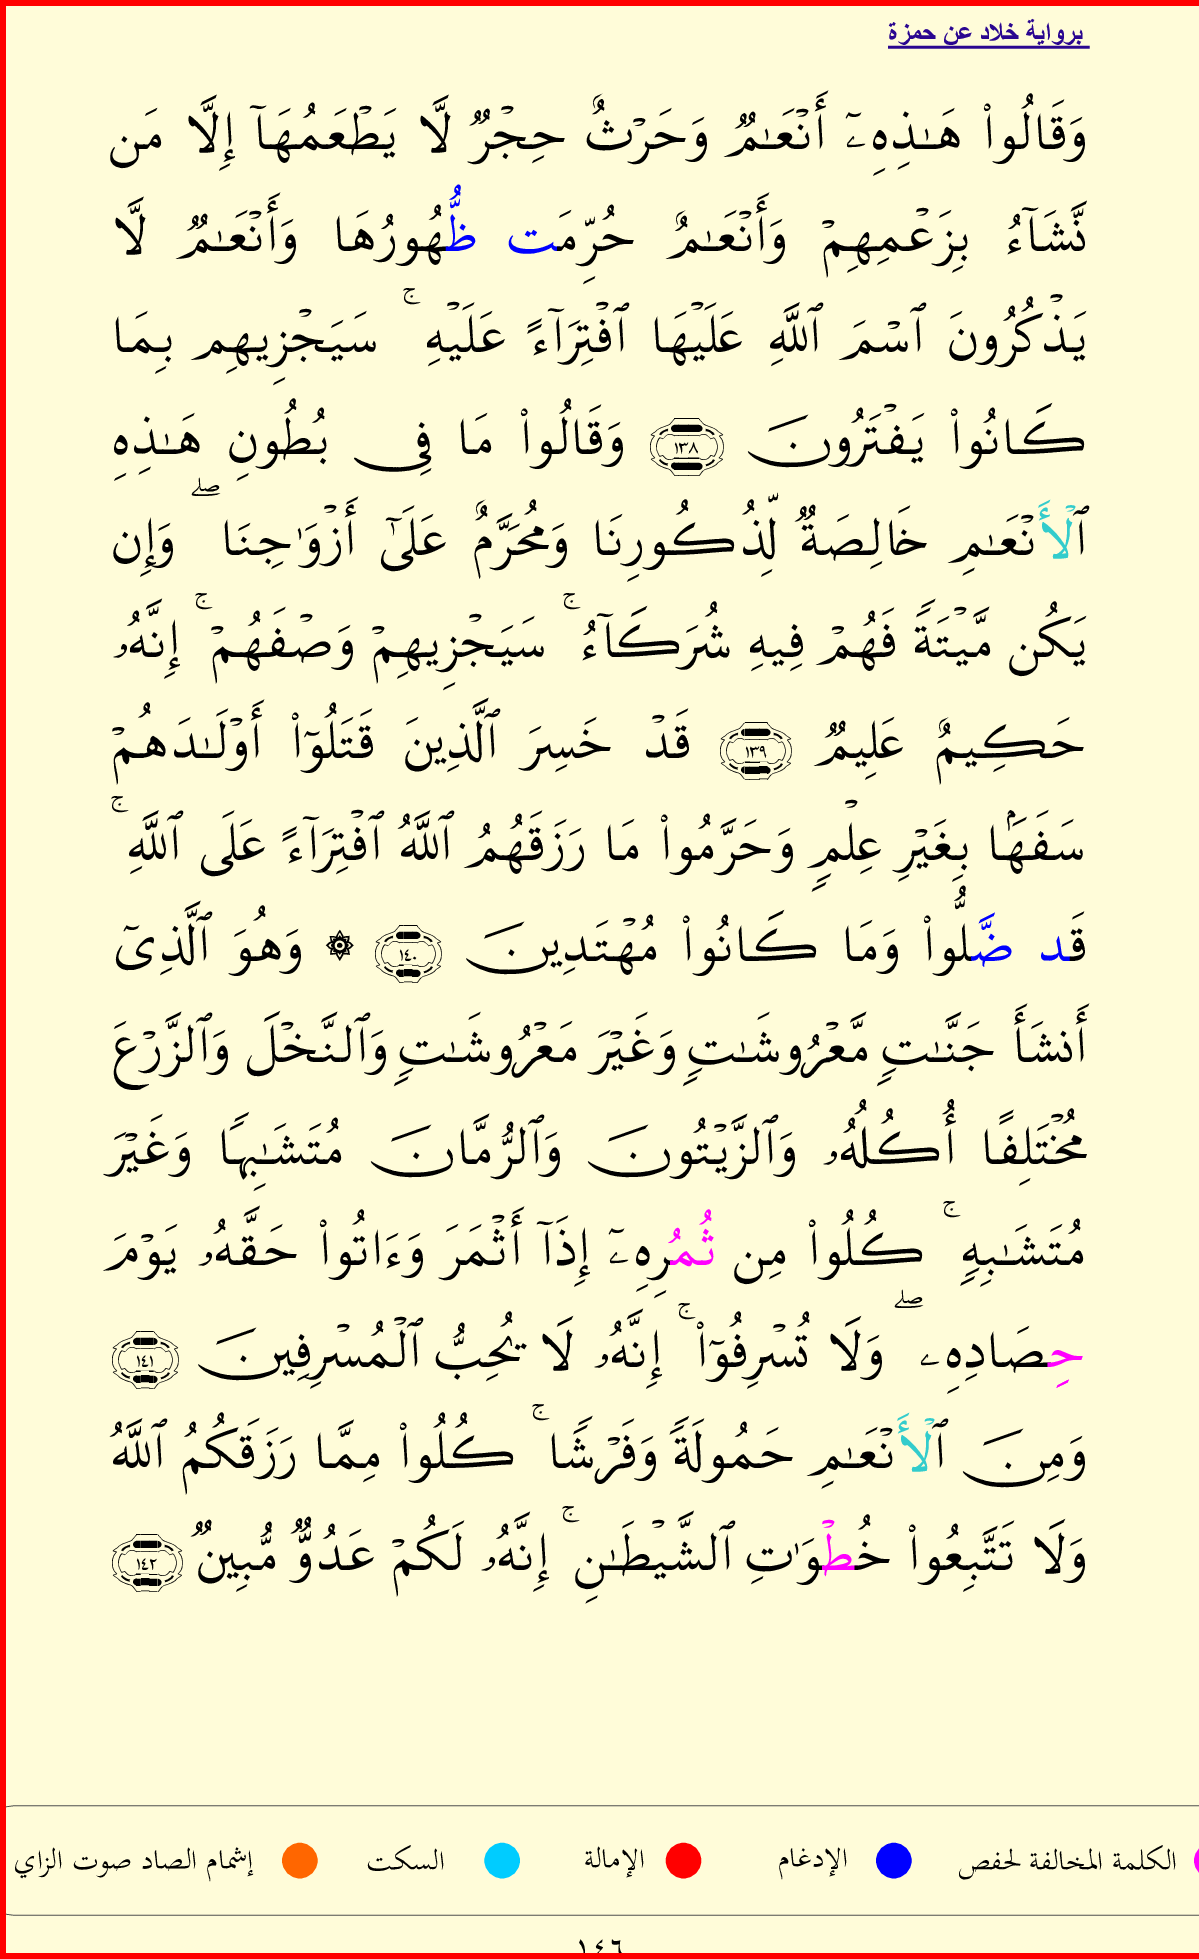 برواية خلاد عن حمزة
وَقَالُوا۟ هَـٰذِهِۦٓ أَنْعَـٰمٌۭ وَحَرْثٌ حِجْرٌۭ لَّا يَطْعَمُهَآ إِلَّا مَن
نَّشَآءُ بِزَعْمِهِمْ وَأَنْعَـٰمٌ حُرِّمَت ظُّهُورُهَا وَأَنْعَـٰمٌۭ لَّا
يَذْكُرُونَ ٱسْمَ ٱللَّهِ عَلَيْهَا ٱفْتِرَآءً عَلَيْهِ ۚ سَيَجْزِيهِم بِمَا
كَانُوا۟ يَفْتَرُونَ ١٣٨ وَقَالُوا۟ مَا فِى بُطُونِ هَـٰذِهِ
ٱلْأَنْعَـٰمِ خَالِصَةٌۭ لِّذُكُورِنَا وَمُحَرَّمٌ عَلَىٰٓ أَزْوَٰجِنَا ۖ وَإِن
يَكُن مَّيْتَةًۭ فَهُمْ فِيهِ شُرَكَآءُ ۚ سَيَجْزِيهِمْ وَصْفَهُمْ ۚ إِنَّهُۥ
حَكِيمٌ عَلِيمٌۭ ١٣٩ قَدْ خَسِرَ ٱلَّذِينَ قَتَلُوٓا۟ أَوْلَـٰدَهُمْ
سَفَهًۢا بِغَيْرِ عِلْمٍۢ وَحَرَّمُوا۟ مَا رَزَقَهُمُ ٱللَّهُ ٱفْتِرَآءً عَلَى ٱللَّهِ ۚ
قَد ضَّلُّوا۟ وَمَا كَانُوا۟ مُهْتَدِينَ ١٤٠ ۞ وَهُوَ ٱلَّذِىٓ
أَنشَأَ جَنَّـٰتٍۢ مَّعْرُوشَـٰتٍۢ وَغَيْرَ مَعْرُوشَـٰتٍۢ وَٱلنَّخْلَ وَٱلزَّرْعَ
مُخْتَلِفًا أُكُلُهُۥ وَٱلزَّيْتُونَ وَٱلرُّمَّانَ مُتَشَـٰبِهًۭا وَغَيْرَ
مُتَشَـٰبِهٍۢ ۚ كُلُوا۟ مِن ثُمُرِهِۦٓ إِذَآ أَثْمَرَ وَءَاتُوا۟ حَقَّهُۥ يَوْمَ
حِصَادِهِۦ ۖ وَلَا تُسْرِفُوٓا۟ ۚ إِنَّهُۥ لَا يُحِبُّ ٱلْمُسْرِفِينَ ١٤١
وَمِنَ ٱلْأَنْعَـٰمِ حَمُولَةًۭ وَفَرْشًۭا ۚ كُلُوا۟ مِمَّا رَزَقَكُمُ ٱللَّهُ
وَلَا تَتَّبِعُوا۟ خُطْوَٰتِ ٱلشَّيْطَـٰنِ ۚ إِنَّهُۥ لَكُمْ عَدُوٌّۭ مُّبِينٌۭ ١٤٢
الكلمة المخالفة لحفص الإدغام الإمالة السكت إشمام الصاد صوت الزاي
١٤٦